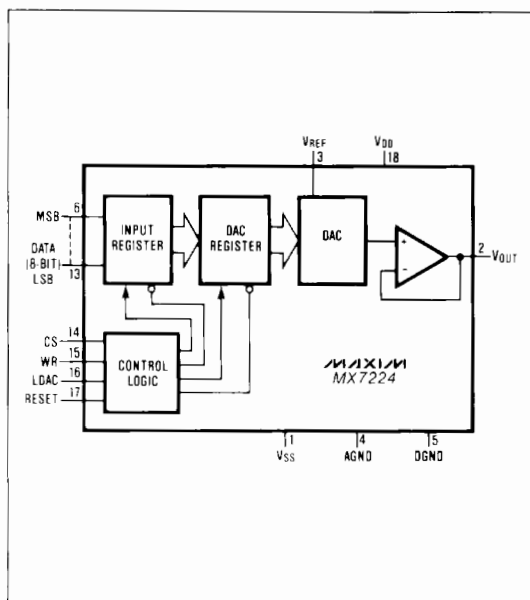 VREF
3
VDD
18
MSB 6
DATA
(8-BIT)
LSB
13
INPUT
REGISTER
DAC
REGISTER
DAC
+
−
2
VOUT
CS 14
WR 15
LDAC 16
RESET 17
CONTROL
LOGIC
MAXIM
MX7224
1
VSS
4
AGND
5
DGND